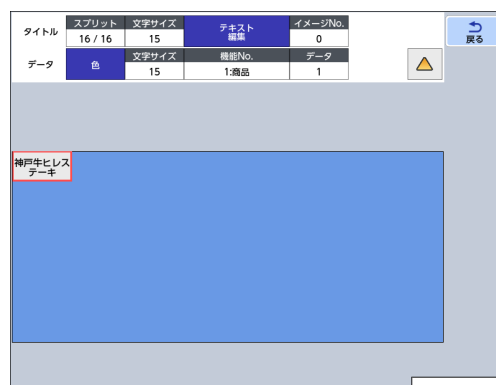 タイトル
スプリット
16 / 16
文字サイズ
15
テキスト
編集
イメージNo.
0
戻る
データ
色
文字サイズ
15
機能No.
1:商品
データ
1
神戸牛ヒレス
テーキ